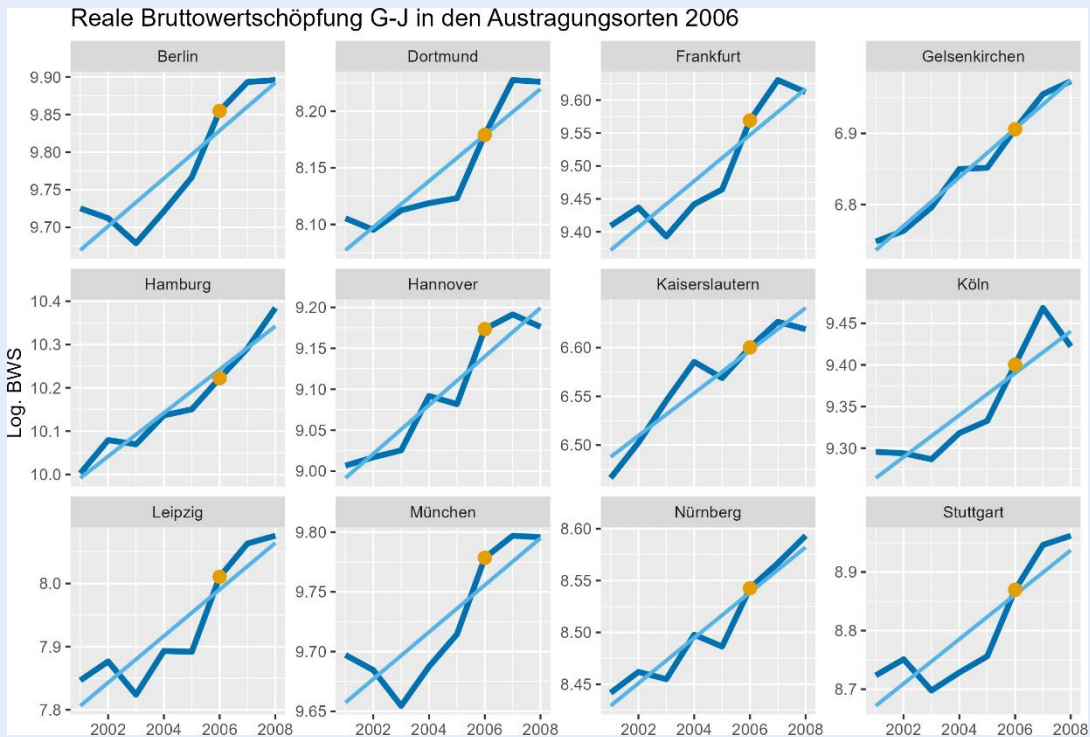 Reale Bruttowertschöpfung G-J in den Austragungsorten 2006
Log. BWS
Berlin Dortmund Frankfurt Gelsenkirchen
9.90 9.85 9.80 9.75 9.70
8.20 8.15 8.10
9.60 9.55 9.50 9.45 9.40
6.9 6.8
Hamburg Hannover Kaiserslautern Köln
10.4 10.3 10.2 10.1 10.0
9.20 9.15 9.10 9.05 9.00
6.60 6.55 6.50
9.45 9.40 9.35 9.30
Leipzig München Nürnberg Stuttgart
8.0 7.9 7.8
9.80 9.75 9.70 9.65
8.60 8.55 8.50 8.45
8.9 8.8 8.7
2002 2004 2006 2008 2002 2004 2006 2008 2002 2004 2006 2008 2002 2004 2006 2008